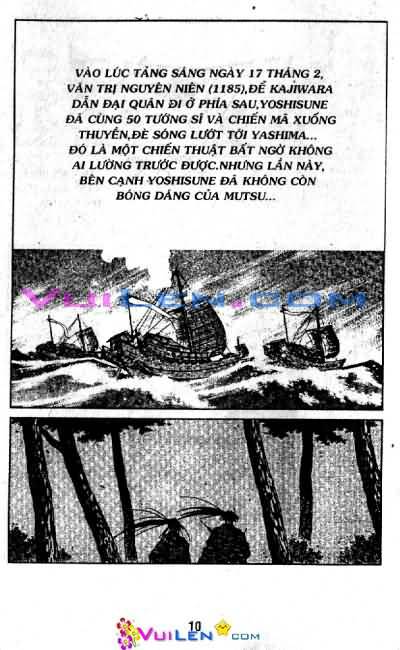 VÀO LÚC TẢNG SÁNG NGÀY 17 THÁNG 2,
VĂN TRỊ NGUYÊN NIÊN (1185),ĐỂ KAJIWARA
DẪN ĐẠI QUÂN ĐI Ở PHÍA SAU,YOSHISUNE
ĐÃ CÙNG 50 TƯỚNG SĨ VÀ CHIẾN MÃ XUỐNG
THUYỀN,ĐÈ SÓNG LƯỚT TỚI YASHIMA...
ĐÓ LÀ MỘT CHIẾN THUẬT BẤT NGỜ KHÔNG
AI LƯỜNG TRƯỚC ĐƯỢC.NHƯNG LẦN NÀY,
BÊN CẠNH YOSHISUNE ĐÃ KHÔNG CÒN
BÓNG DÁNG CỦA MUTSU...
VUILEN.COM
10
VUILEN.COM